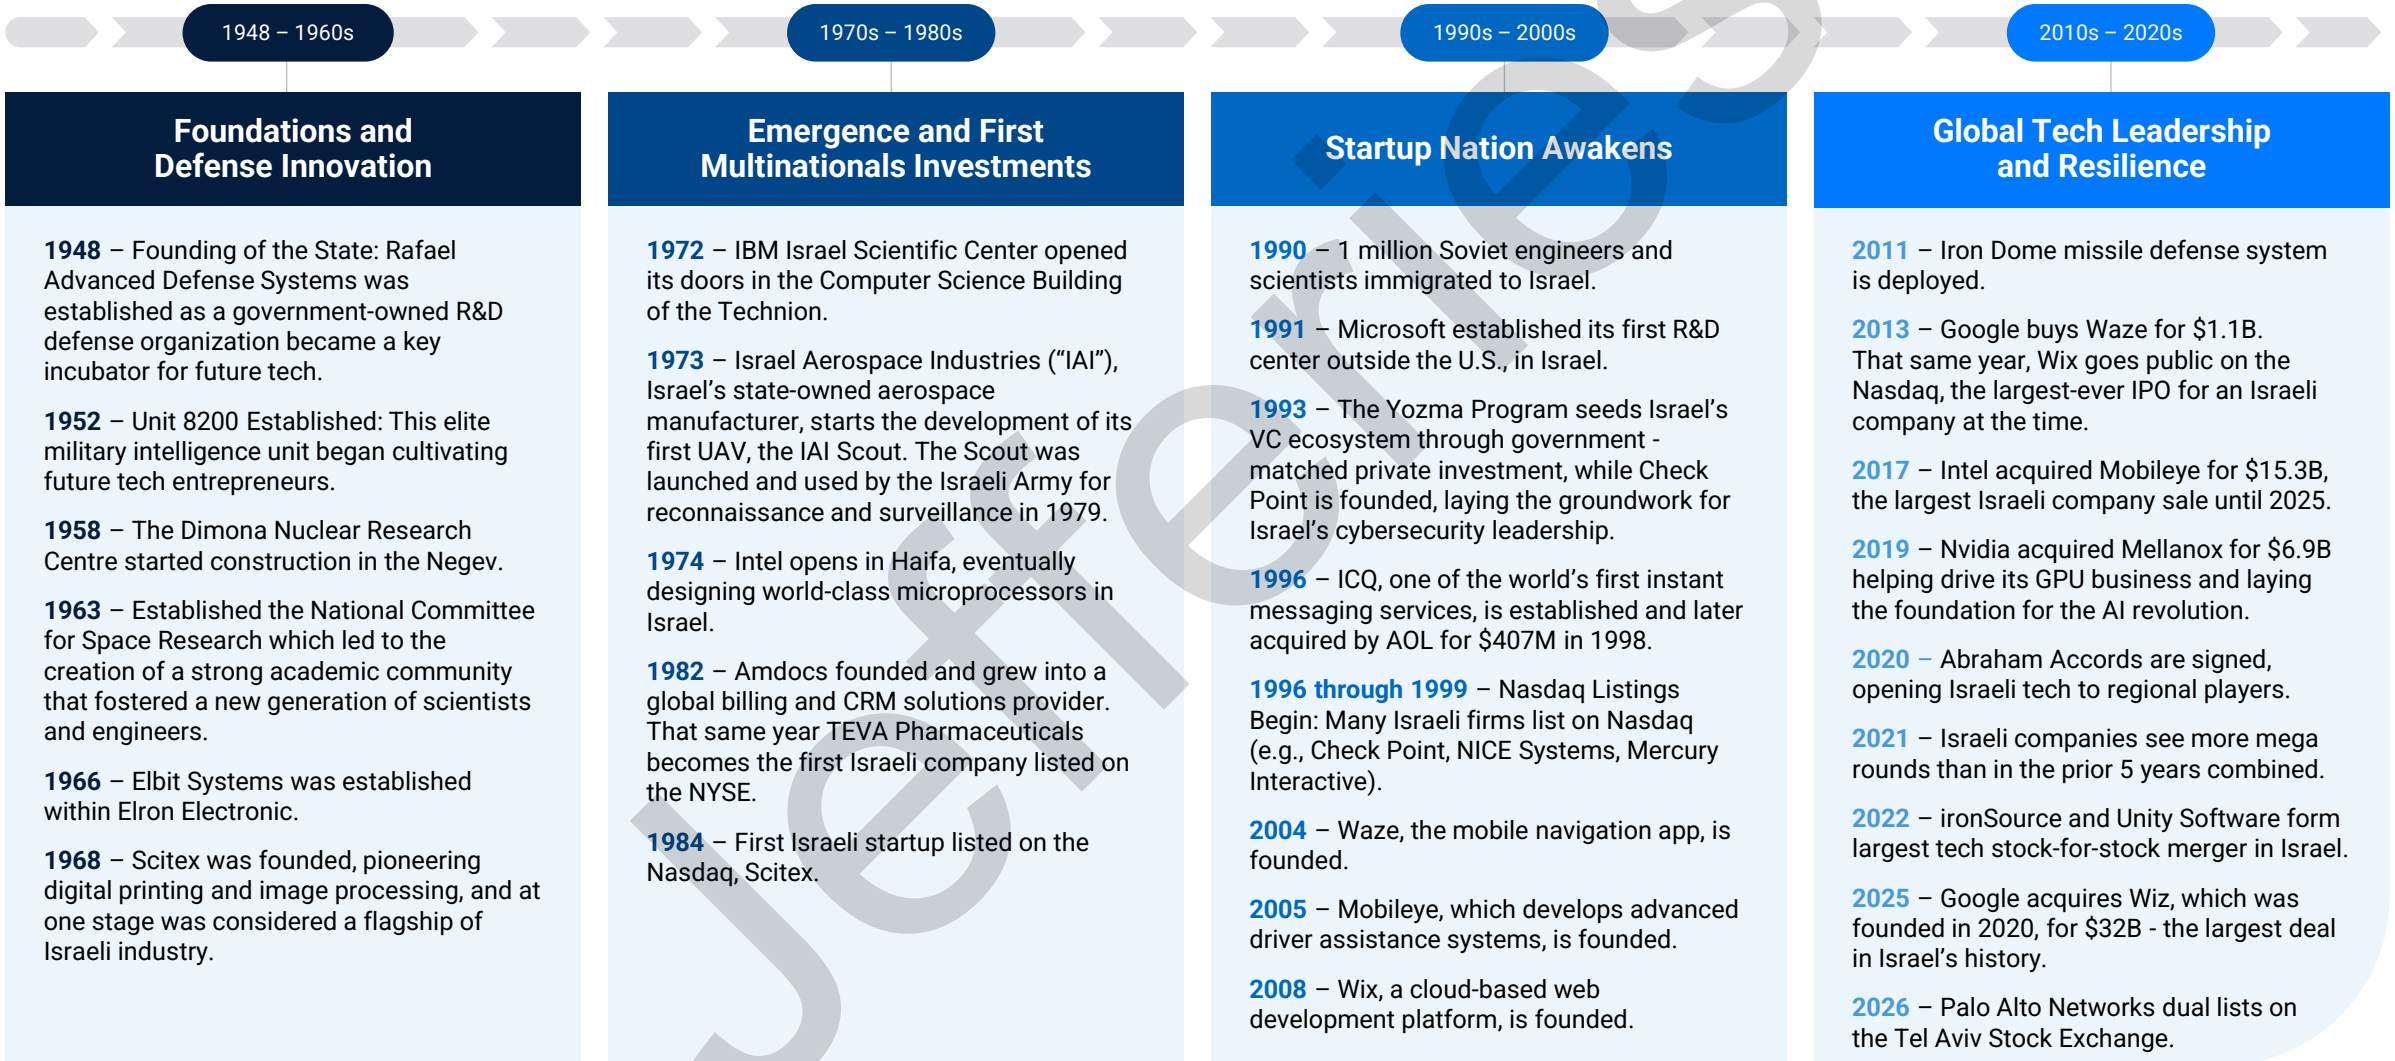 1948 – 1960s
Foundations and
Defense Innovation
1948 – Founding of the State: Rafael
Advanced Defense Systems was
established as a government-owned R&D
defense organization became a key
incubator for future tech.
1952 – Unit 8200 Established: This elite
military intelligence unit began cultivating
future tech entrepreneurs.
1958 – The Dimona Nuclear Research
Centre started construction in the Negev.
1963 – Established the National Committee
for Space Research which led to the
creation of a strong academic community
that fostered a new generation of scientists
and engineers.
1966 – Elbit Systems was established
within Elron Electronic.
1968 – Scitex was founded, pioneering
digital printing and image processing, and at
one stage was considered a flagship of
Israeli industry.
1970s – 1980s
Emergence and First
Multinationals Investments
1972 – IBM Israel Scientific Center opened
its doors in the Computer Science Building
of the Technion.
1973 – Israel Aerospace Industries (“IAI”),
Israel’s state-owned aerospace
manufacturer, starts the development of its
first UAV, the IAI Scout. The Scout was
launched and used by the Israeli Army for
reconnaissance and surveillance in 1979.
1974 – Intel opens in Haifa, eventually
designing world-class microprocessors in
Israel.
1982 – Amdocs founded and grew into a
global billing and CRM solutions provider.
That same year TEVA Pharmaceuticals
becomes the first Israeli company listed on
the NYSE.
1984 – First Israeli startup listed on the
Nasdaq, Scitex.
1990s – 2000s
Startup Nation Awakens
1990 – 1 million Soviet engineers and
scientists immigrated to Israel.
1991 – Microsoft established its first R&D
center outside the U.S., in Israel.
1993 – The Yozma Program seeds Israel’s
VC ecosystem through government -
matched private investment, while Check
Point is founded, laying the groundwork for
Israel’s cybersecurity leadership.
1996 – ICQ, one of the world’s first instant
messaging services, is established and later
acquired by AOL for $407M in 1998.
1996 through 1999 – Nasdaq Listings
Begin: Many Israeli firms list on Nasdaq
(e.g., Check Point, NICE Systems, Mercury
Interactive).
2004 – Waze, the mobile navigation app, is
founded.
2005 – Mobileye, which develops advanced
driver assistance systems, is founded.
2008 – Wix, a cloud-based web
development platform, is founded.
2010s – 2020s
Global Tech Leadership
and Resilience
2011 – Iron Dome missile defense system
is deployed.
2013 – Google buys Waze for $1.1B.
That same year, Wix goes public on the
Nasdaq, the largest-ever IPO for an Israeli
company at the time.
2017 – Intel acquired Mobileye for $15.3B,
the largest Israeli company sale until 2025.
2019 – Nvidia acquired Mellanox for $6.9B
helping drive its GPU business and laying
the foundation for the AI revolution.
2020 – Abraham Accords are signed,
opening Israeli tech to regional players.
2021 – Israeli companies see more mega
rounds than in the prior 5 years combined.
2022 – ironSource and Unity Software form
largest tech stock-for-stock merger in Israel.
2025 – Google acquires Wiz, which was
founded in 2020, for $32B - the largest deal
in Israel’s history.
2026 – Palo Alto Networks dual lists on
the Tel Aviv Stock Exchange.
Jefferies